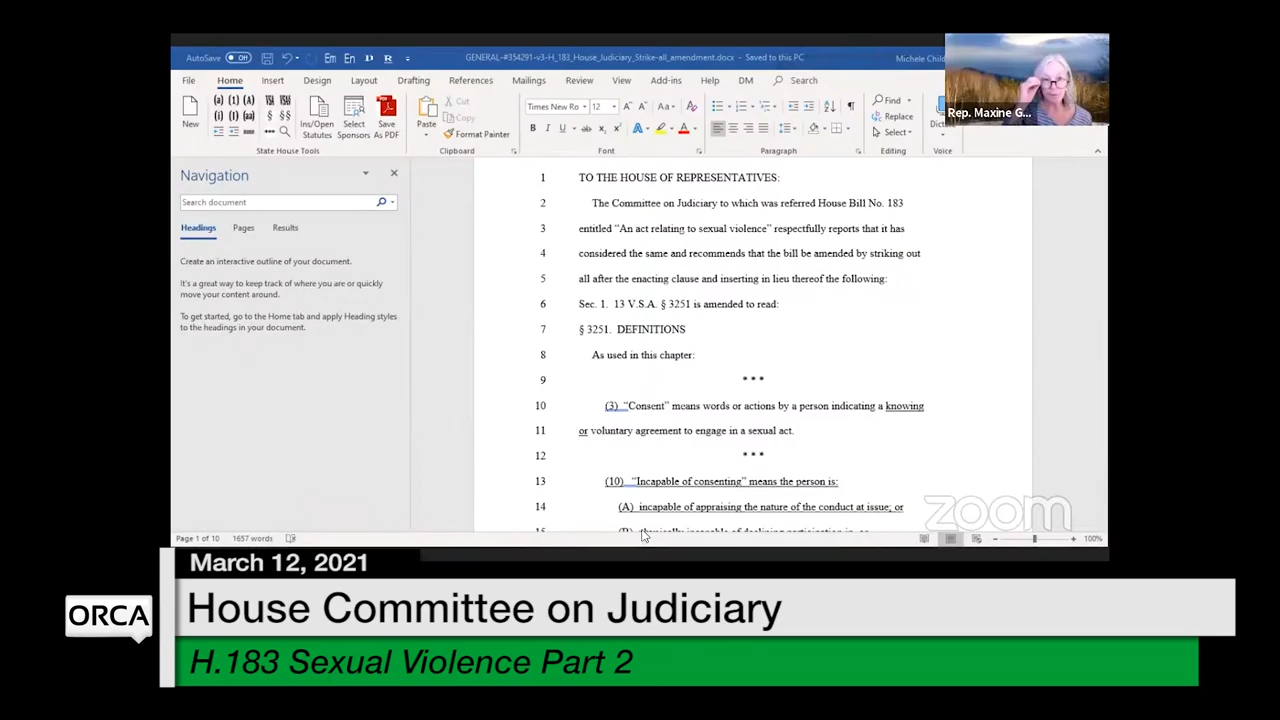 AutoSave Off Em En D R GENERAL-#354291-v3-H_183_House_Judiciary_Strike-all_amendment.docx - Saved to this PC Michele Child
File Home Insert Design Layout Drafting References Mailings Review View Add-ins Help DM Search
New Ins/Open Statutes Select Sponsors Save As PDF
State House Tools
Paste Cut Copy Format Painter
Clipboard
Times New Ro 12 Aa
B I U ab x₂ x² A A
Font
Paragraph
Find Replace Select
Editing
Voice
Rep. Maxine G...
Navigation
Search document
Headings Pages Results
Create an interactive outline of your document.
It's a great way to keep track of where you are or quickly
move your content around.
To get started, go to the Home tab and apply Heading styles
to the headings in your document.
1 TO THE HOUSE OF REPRESENTATIVES:
2 The Committee on Judiciary to which was referred House Bill No. 183
3 entitled “An act relating to sexual violence” respectfully reports that it has
4 considered the same and recommends that the bill be amended by striking out
5 all after the enacting clause and inserting in lieu thereof the following:
6 Sec. 1. 13 V.S.A. § 3251 is amended to read:
7 § 3251. DEFINITIONS
8 As used in this chapter:
9 * * *
10 (3) “Consent” means words or actions by a person indicating a knowing
11 or voluntary agreement to engage in a sexual act.
12 * * *
13 (10) “Incapable of consenting” means the person is:
14 (A) incapable of appraising the nature of the conduct at issue; or
zoom
Page 1 of 10 1657 words 100%
March 12, 2021
ORCA
House Committee on Judiciary
H.183 Sexual Violence Part 2